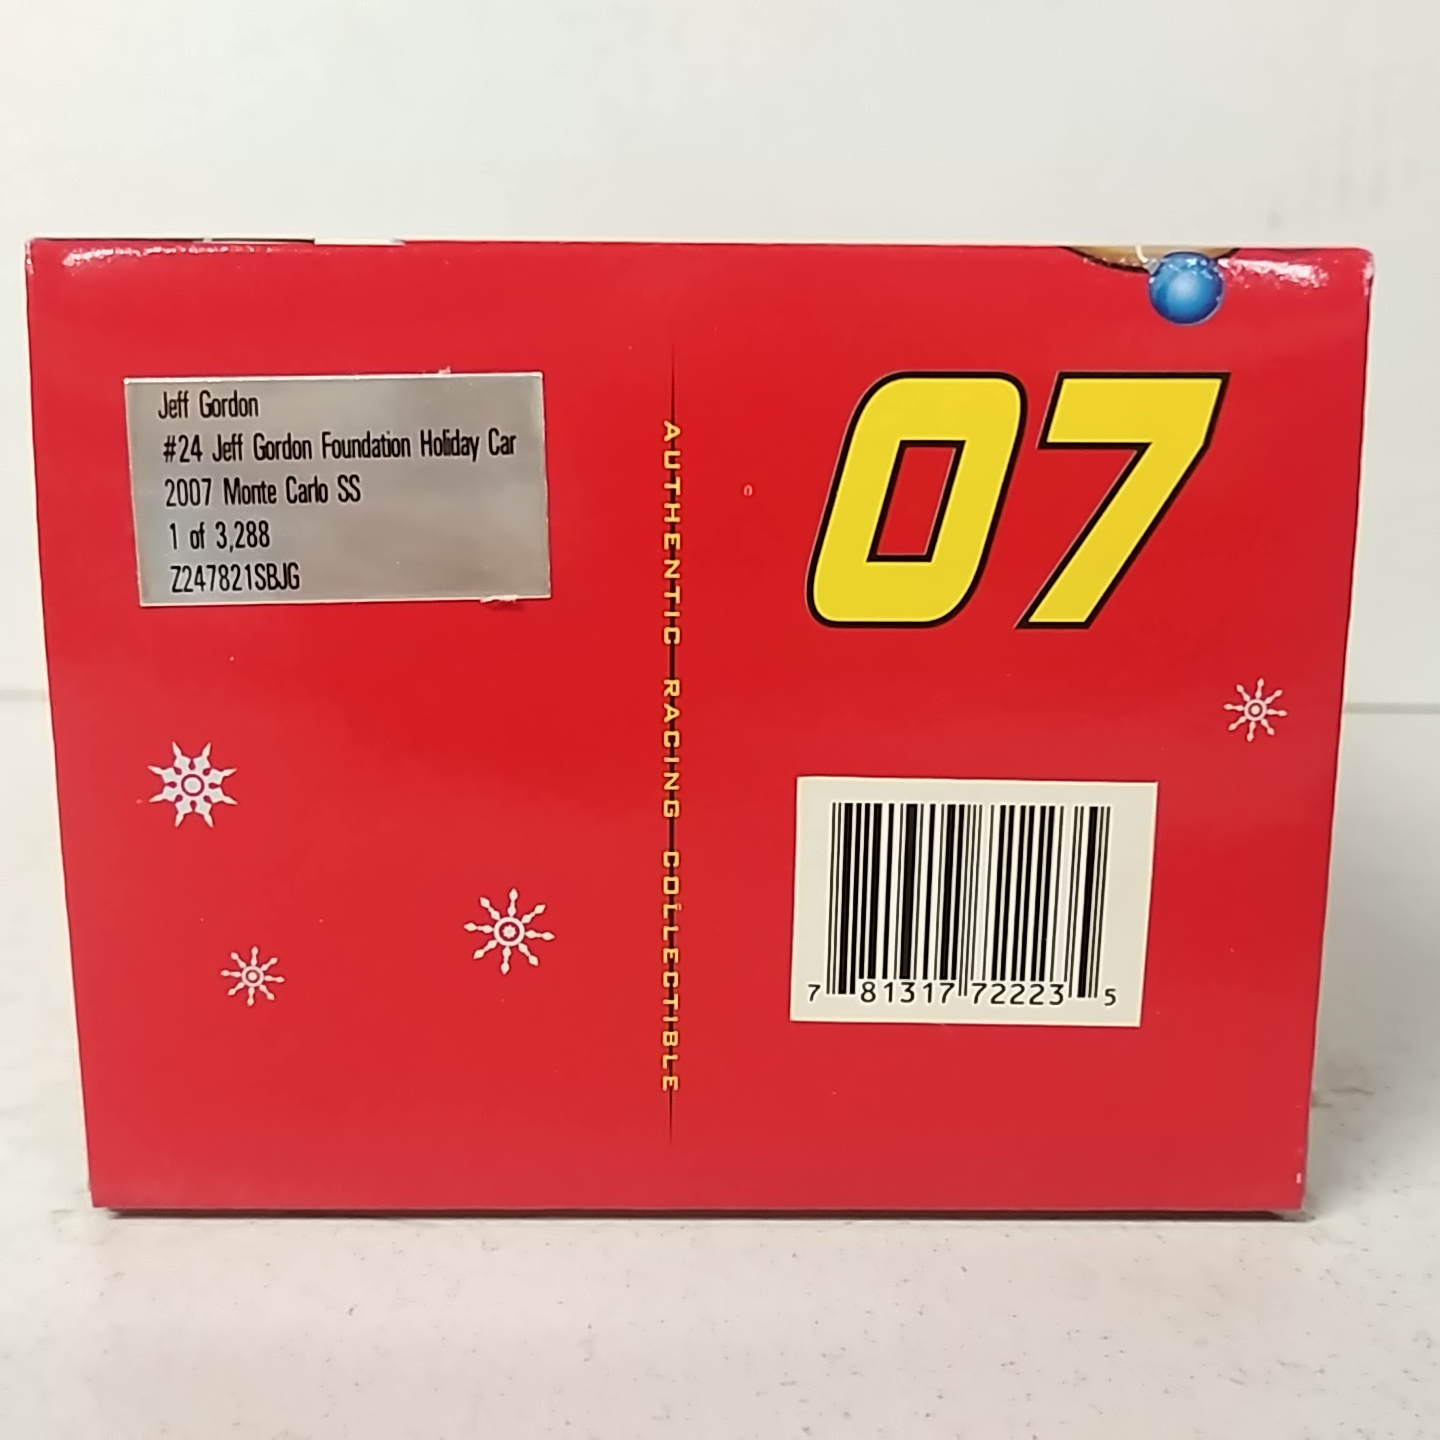 Jeff Gordon
#24 Jeff Gordon Foundation Holiday Car
2007 Monte Carlo SS
1 of 3,288
Z247821SBJG
AUTHENTIC RACING COLLECTIBLE
07
7 81317 72223 5